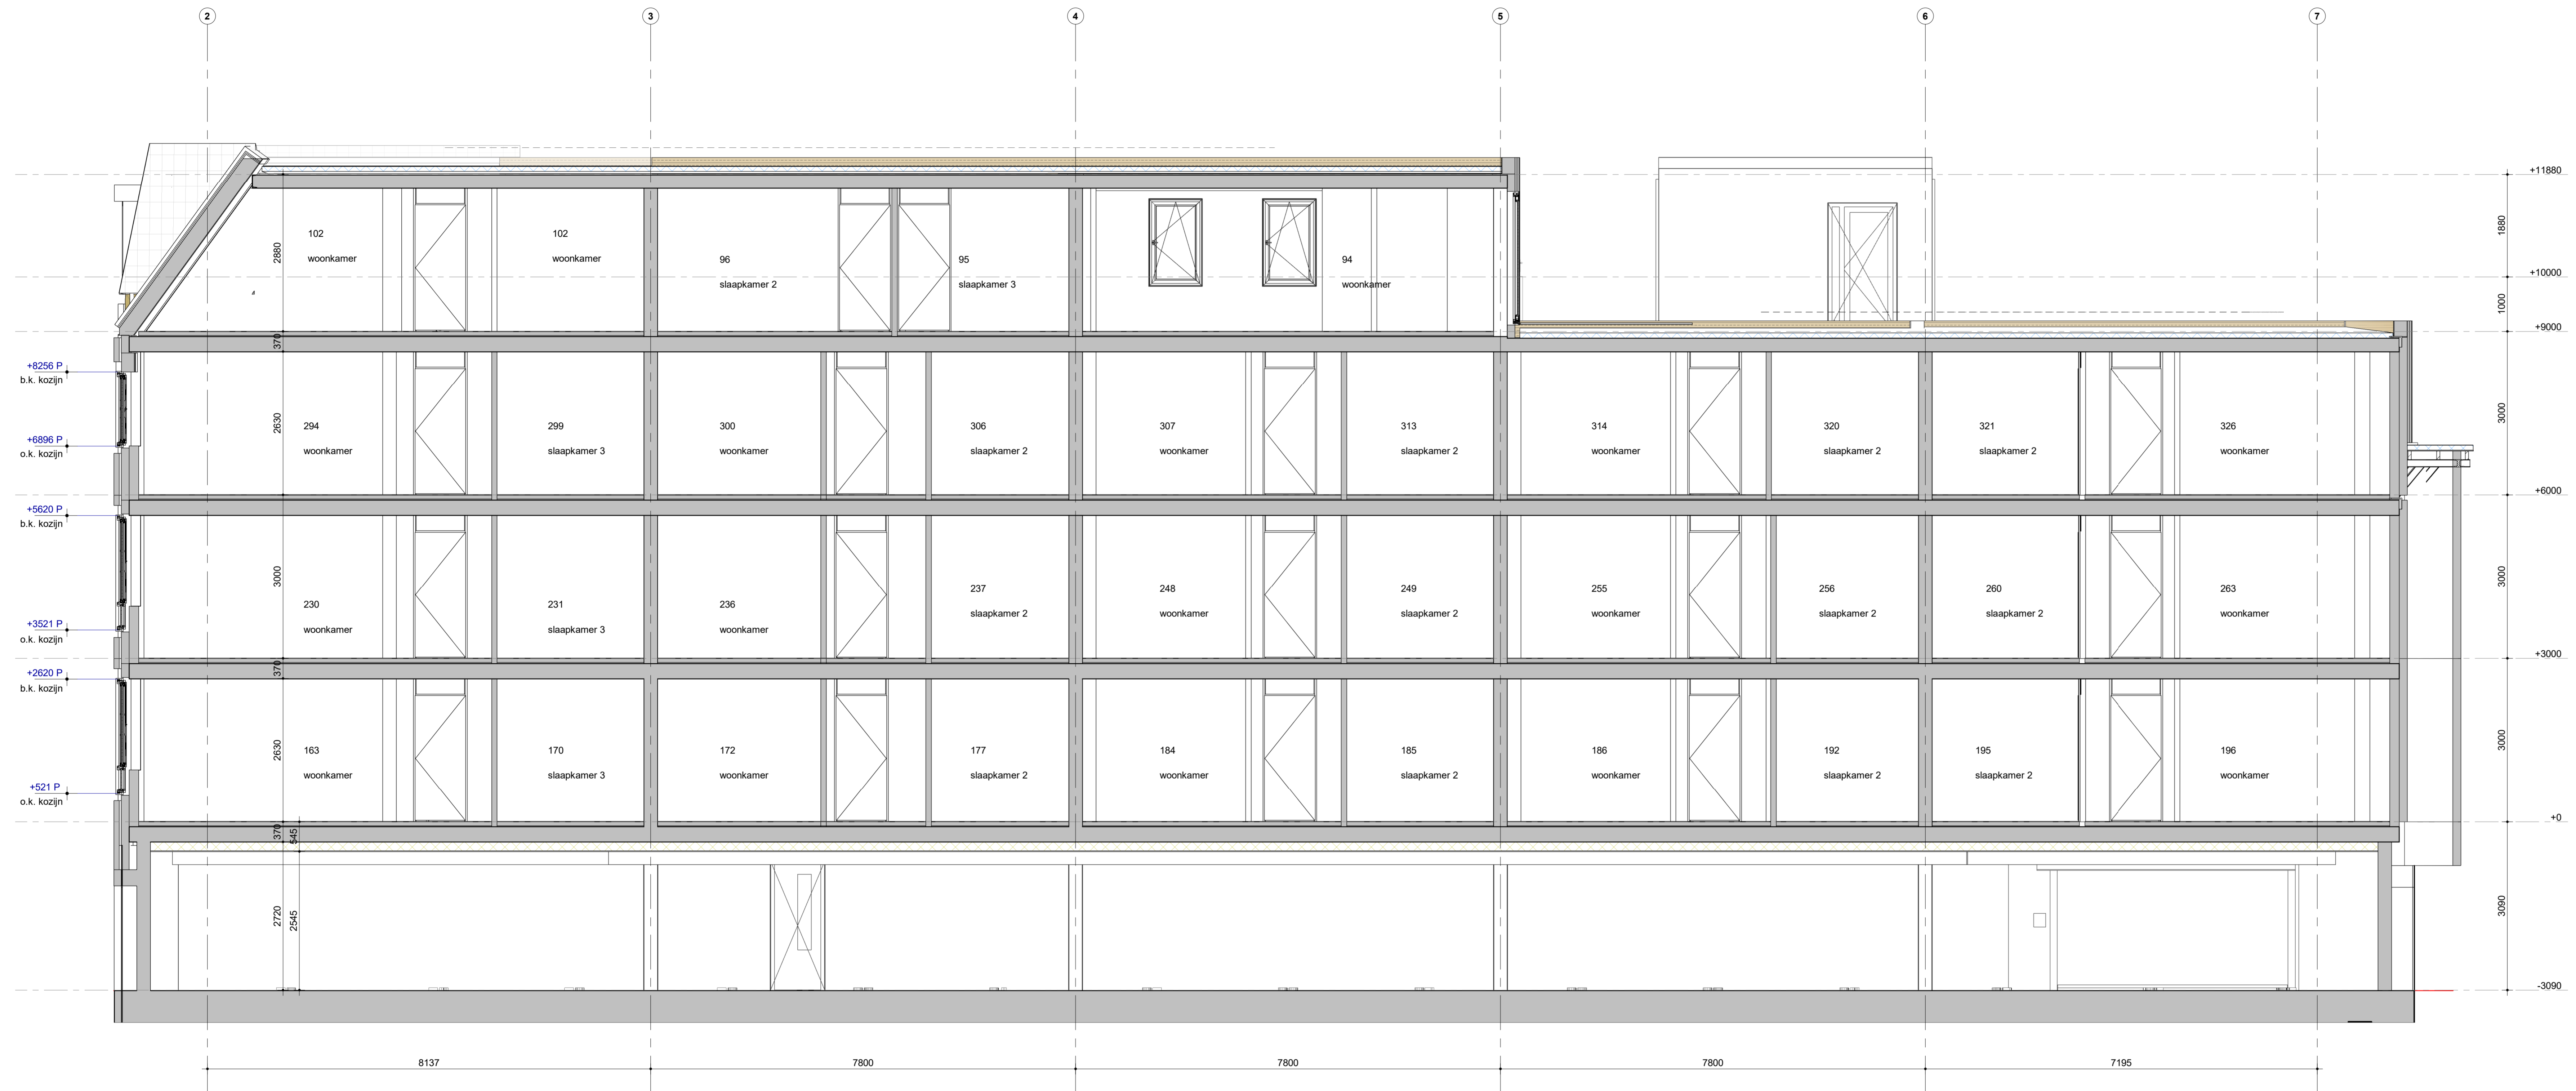 2 3 4 5 6 7
+11880
102 102
woonkamer woonkamer
96 95 94
slaapkamer 2 slaapkamer 3 woonkamer
2880
1880
+10000
1000
+9000
370
+8256 P
b.k. kozijn
+6896 P
o.k. kozijn
2630
294 299 300 306 307 313 314 320 321 326
woonkamer slaapkamer 3 woonkamer slaapkamer 2 woonkamer slaapkamer 2 woonkamer slaapkamer 2 slaapkamer 2 woonkamer
3000
+6000
+5620 P
b.k. kozijn
+3521 P
o.k. kozijn
3000
237 248 249 255 256 260 263
slaapkamer 2 woonkamer slaapkamer 2 woonkamer slaapkamer 2 slaapkamer 2 woonkamer
230 231 236
woonkamer slaapkamer 3 woonkamer
3000
+3000
370
+2620 P
b.k. kozijn
+521 P
o.k. kozijn
2630
163 170 172 177 184 185 186 192 195 196
woonkamer slaapkamer 3 woonkamer slaapkamer 2 woonkamer slaapkamer 2 woonkamer slaapkamer 2 slaapkamer 2 woonkamer
3000
+0
370
545
2720
2545
3090
-3090
8137 7800 7800 7800 7195